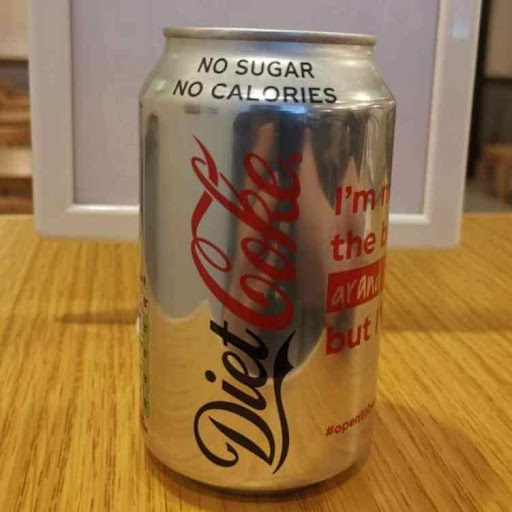 NO SUGAR
NO CALORIES
Diet Coke
I'm
the
but